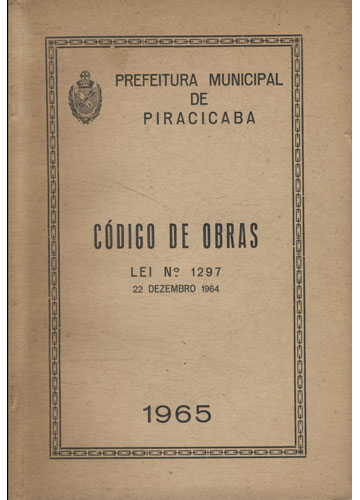 PREFEITURA MUNICIPAL
DE
PIRACICABA
CÓDIGO DE OBRAS
LEI Nº 1297
22 DEZEMBRO 1964
1965